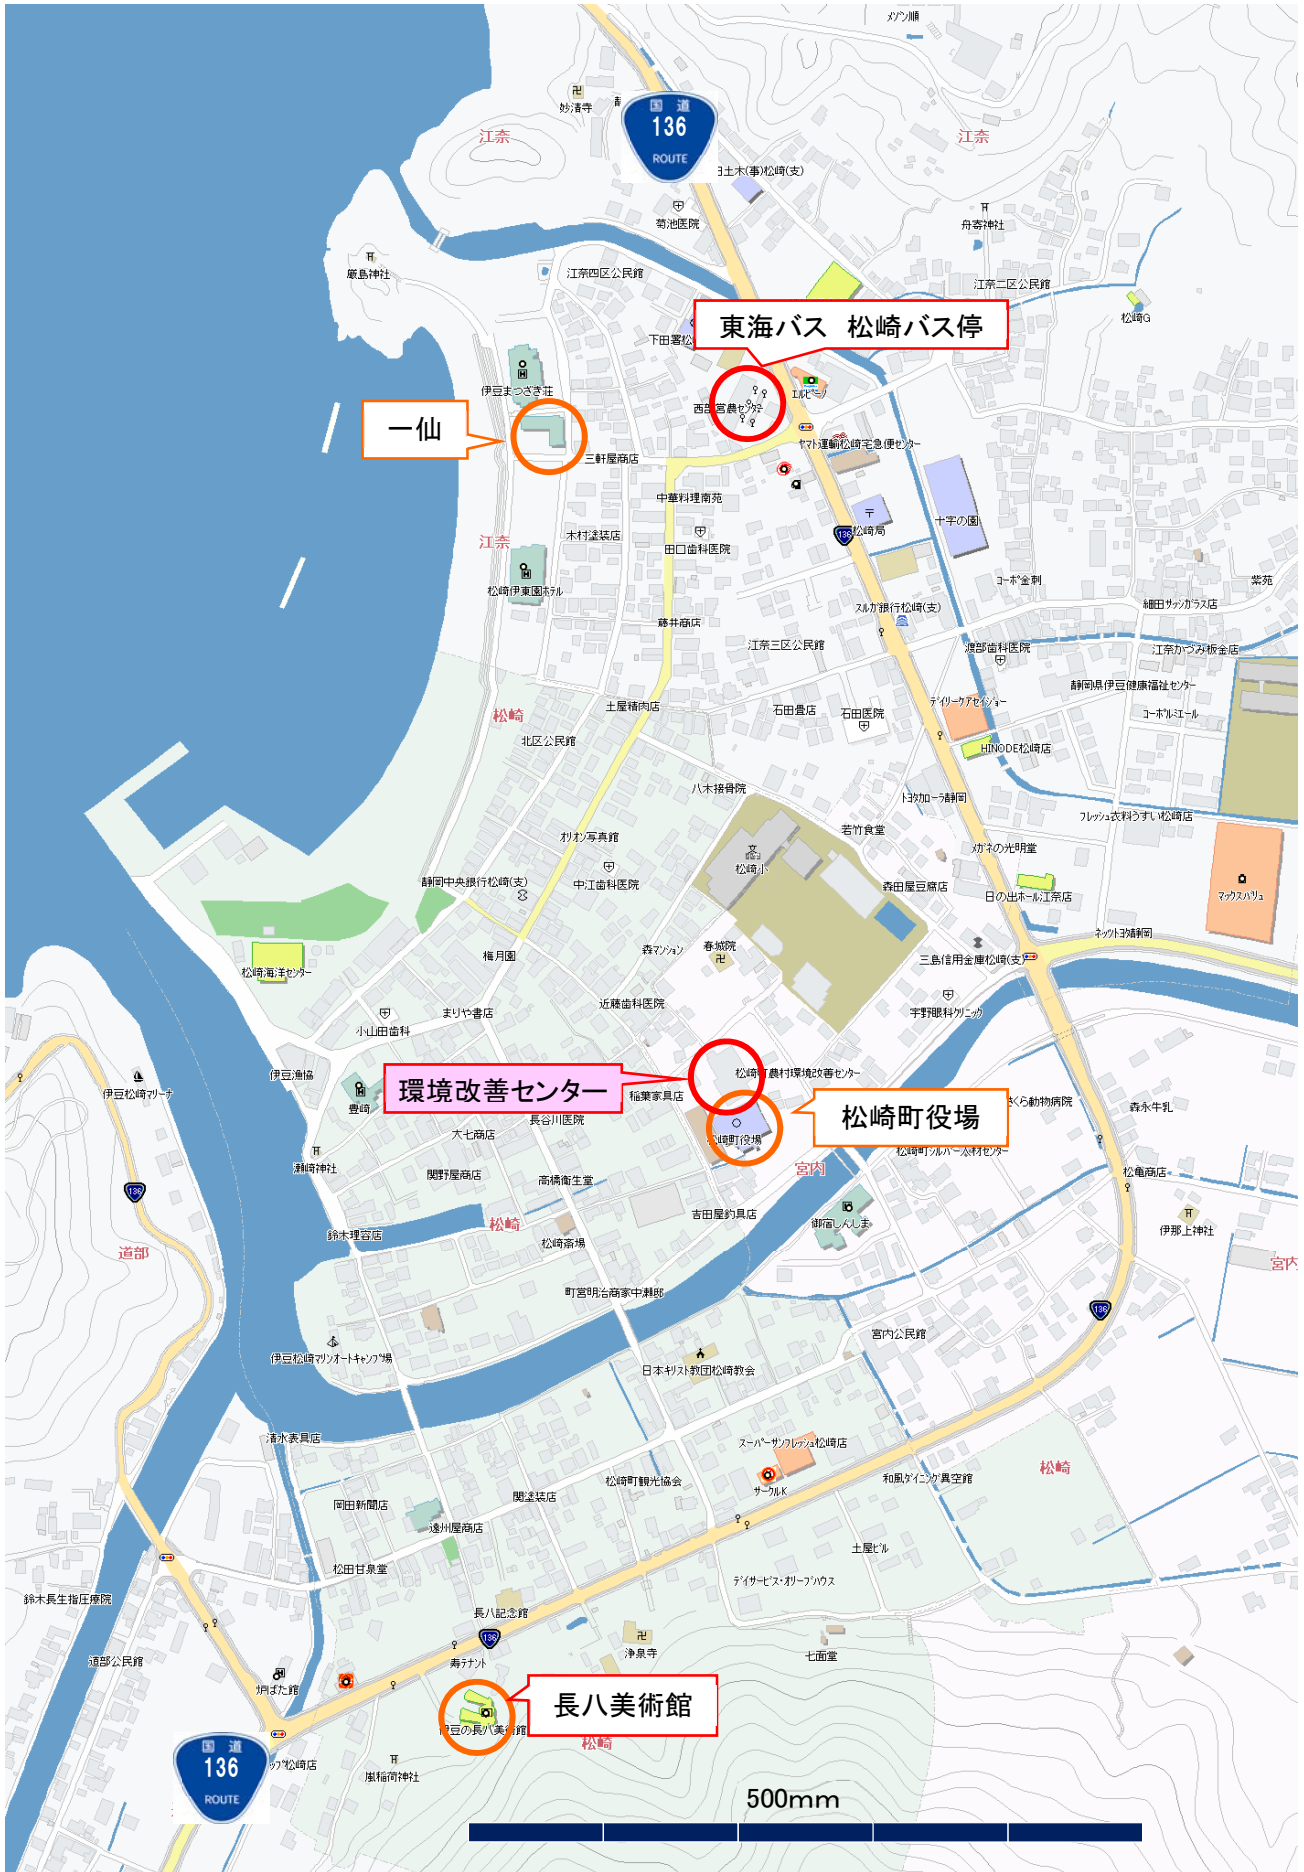 メゾン順
妙清寺
国道
136
ROUTE
江奈
江奈
土木(事)松崎(支)
菊池医院
舟寄神社
厳島神社
江奈四区公民館
江奈二区公民館
松崎G
東海バス 松崎バス停
下田署松
伊豆まつざき荘
西部営農センター
一仙
ヤマト運輸松崎宅急便センター
三軒屋商店
中華料理南苑
江奈
木村塗装店
田口歯科医院
136
松崎局
十字の園
松崎伊東園ホテル
コーポ金刺
紫苑
スルガ銀行松崎(支)
細田サッシガラス店
藤井商店
江奈三区公民館
渡部歯科医院
江奈かつみ板金店
静岡県伊豆健康福祉センター
土屋精肉店
石田畳店
石田医院
デイリーケアセイジョー
コーポルミエール
松崎
北区公民館
HINODE松崎店
八木接骨院
トヨタカローラ静岡
フレッシュ衣料うすい松崎店
オリオン写真館
若竹食堂
メガネの光明堂
松崎小
静岡中央銀行松崎(支)
中江歯科医院
森田屋豆腐店
日の出ホール江奈店
マックスバリュ
森マンション
春城院
ネッツトヨタ静岡
梅月園
三島信用金庫松崎(支)
松崎海洋センター
近藤歯科医院
まりや書店
宇野眼科クリニック
小山田歯科
伊豆漁協
環境改善センター
松崎町農村環境改善センター
伊豆松崎マリーナ
豊崎
稲葉家具店
松崎町役場
さくら動物病院
森永牛乳
長谷川医院
大七商店
松崎町役場
松崎町シルバー人材センター
瀬崎神社
関野屋商店
高橋衛生堂
宮内
松亀商店
136
吉田屋釣具店
御宿しんしま
伊那上神社
道部
鈴木理容店
松崎
松崎斎場
宮内
町営明治商家中瀬邸
136
伊豆松崎マリンオートキャンプ場
宮内公民館
日本キリスト教団松崎教会
清水表具店
スーパーサンフレッシュ松崎店
松崎町観光協会
サークルK
和風ダイニング異空館
松崎
岡田新聞店
関塗装店
遠州屋商店
土屋ビル
松田甘泉堂
デイサービス・オリーブハウス
鈴木長生指圧療院
長八記念館
136
寿テナント
浄泉寺
七面堂
道部公民館
炉ばた館
長八美術館
伊豆の長八美術館
松崎
国道
136
ROUTE
ップ松崎店
嵐稲荷神社
500mm